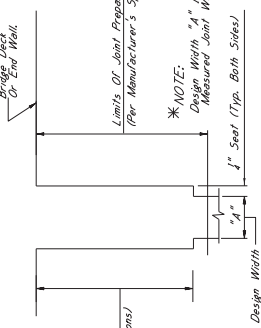 Bridge Deck
Or End Wall.
Limits Of Joint Prepa
(Per Manufacturer's S
* NOTE:
Design Width "A"
Measured Joint W
¼" Seat (Typ. Both Sides)
"A"
Design Width
ons)